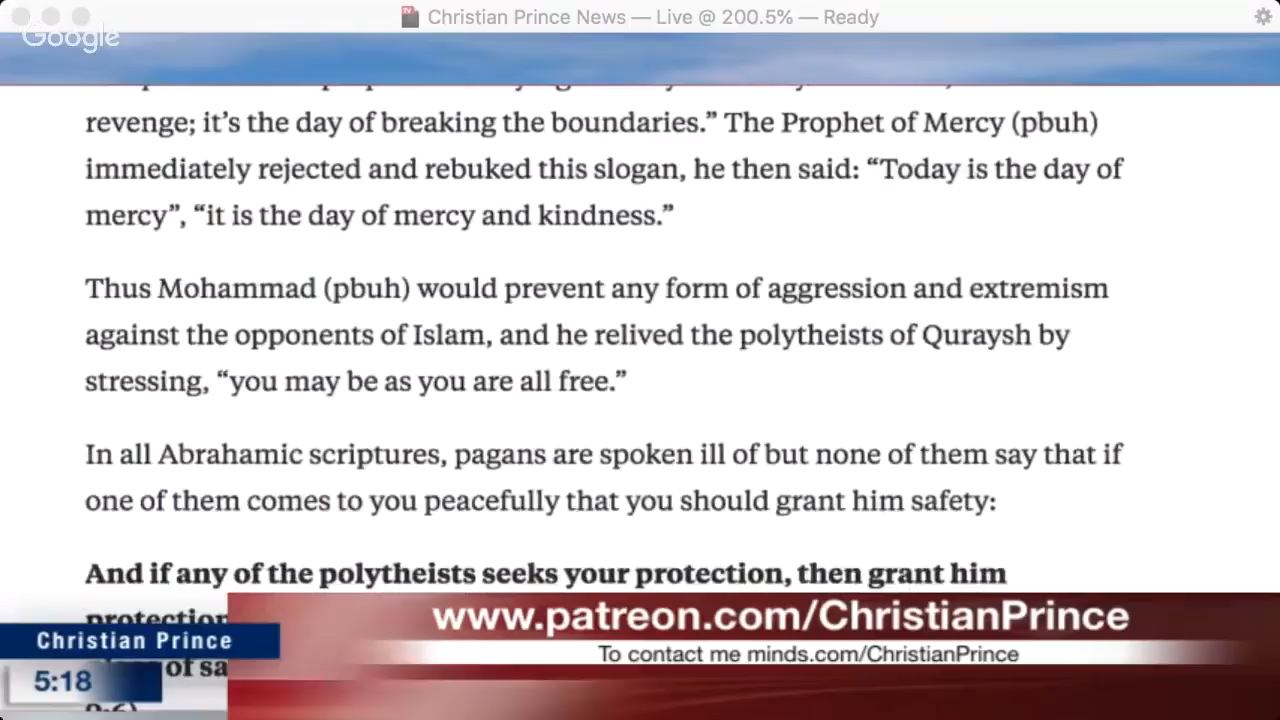 Christian Prince News — Live @ 200.5% — Ready
Google
revenge; it’s the day of breaking the boundaries.” The Prophet of Mercy (pbuh)
immediately rejected and rebuked this slogan, he then said: “Today is the day of
mercy”, “it is the day of mercy and kindness.”
Thus Mohammad (pbuh) would prevent any form of aggression and extremism
against the opponents of Islam, and he relived the polytheists of Quraysh by
stressing, “you may be as you are all free.”
In all Abrahamic scriptures, pagans are spoken ill of but none of them say that if
one of them comes to you peacefully that you should grant him safety:
And if any of the polytheists seeks your protection, then grant him
www.patreon.com/ChristianPrince
Christian Prince
To contact me minds.com/ChristianPrince
of sa
5:18